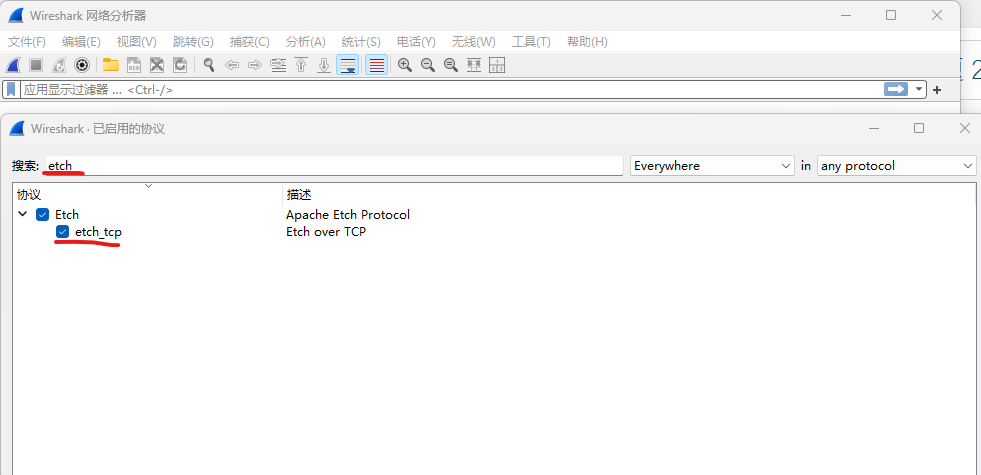 Wireshark 网络分析器
文件(F) 编辑(E) 视图(V) 跳转(G) 捕获(C) 分析(A) 统计(S) 电话(Y) 无线(W) 工具(T) 帮助(H)
应用显示过滤器 … <Ctrl-/>
Wireshark · 已启用的协议
搜索: etch Everywhere in any protocol
协议 描述
Etch Apache Etch Protocol
etch_tcp Etch over TCP